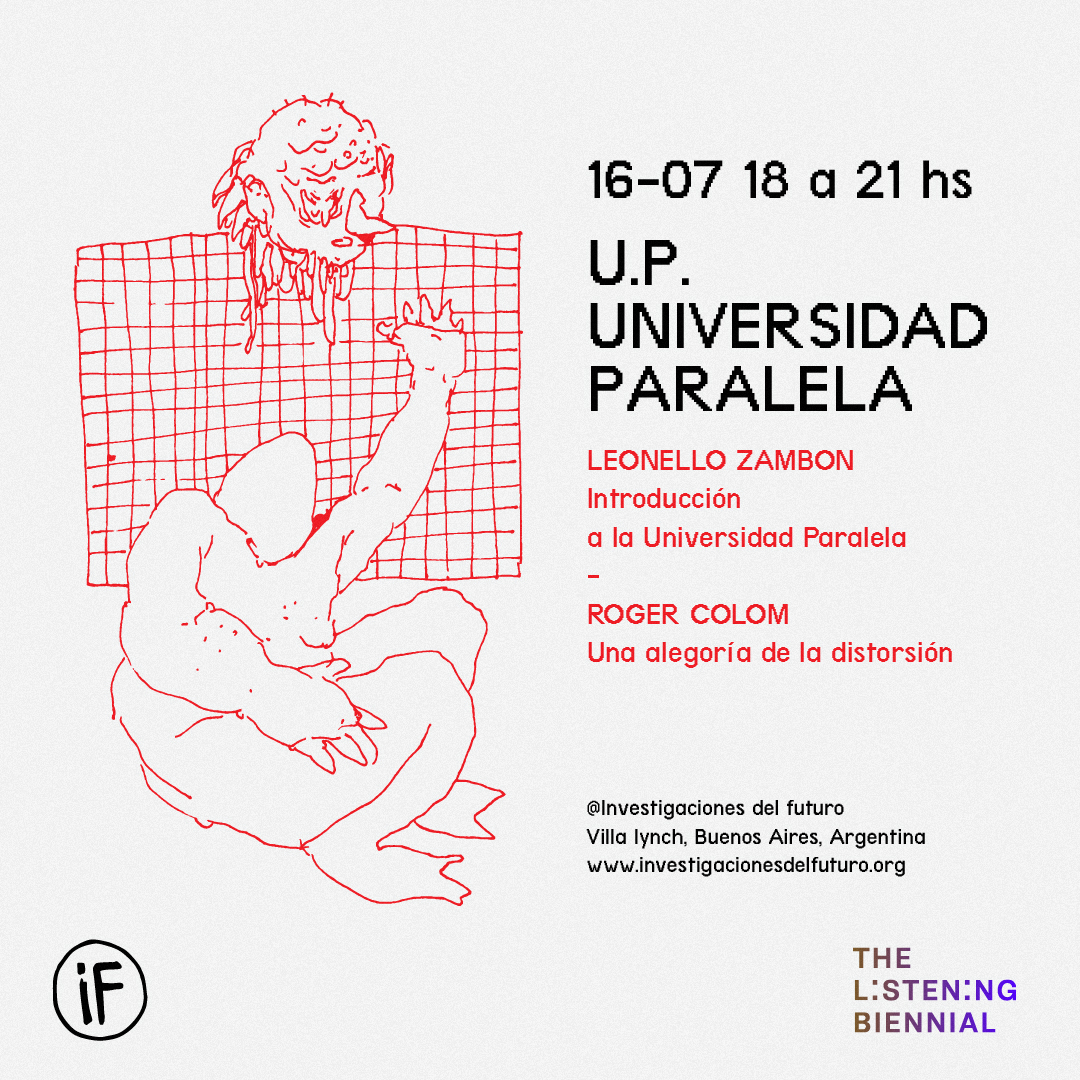 16-07 18 a 21 hs
U.P.
UNIVERSIDAD
PARALELA
LEONELLO ZAMBON
Introducción
a la Universidad Paralela
–
ROGER COLOM
Una alegoría de la distorsión
@Investigaciones del futuro
Villa lynch, Buenos Aires, Argentina
www.investigacionesdelfuturo.org
iF
THE
L:STEN:NG
BIENNIAL